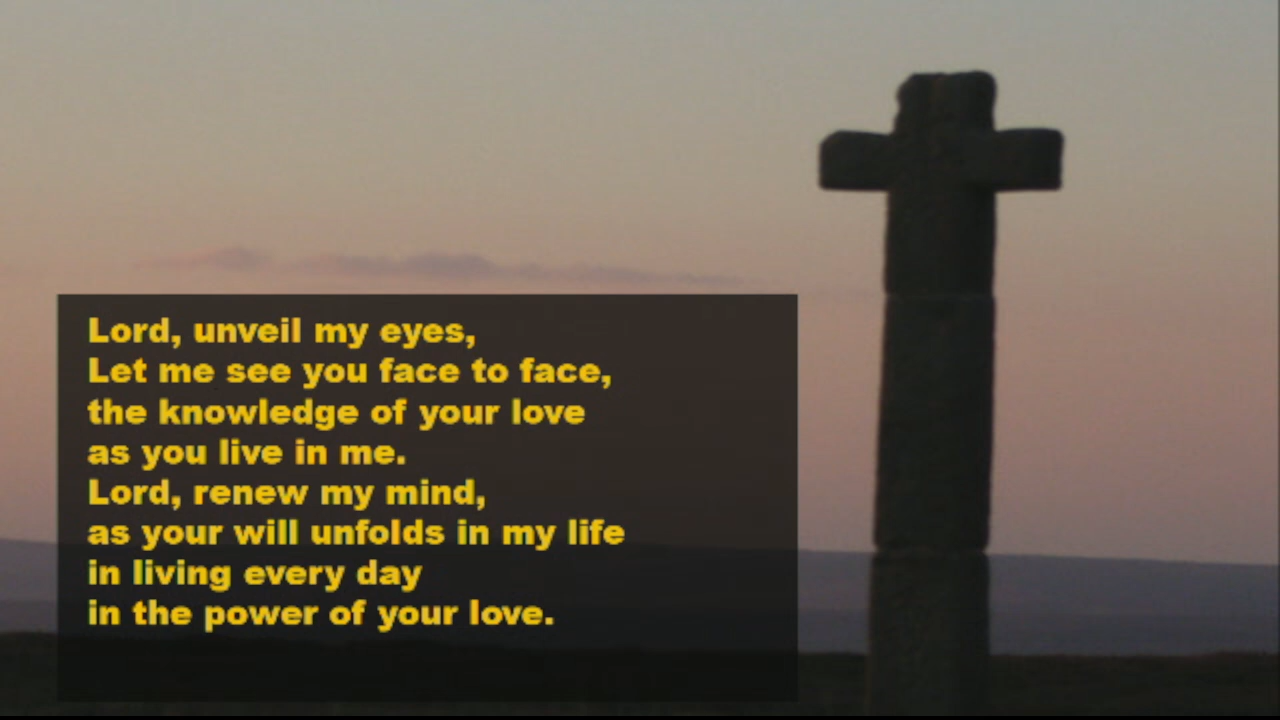 Lord, unveil my eyes,
Let me see you face to face,
the knowledge of your love
as you live in me.
Lord, renew my mind,
as your will unfolds in my life
in living every day
in the power of your love.